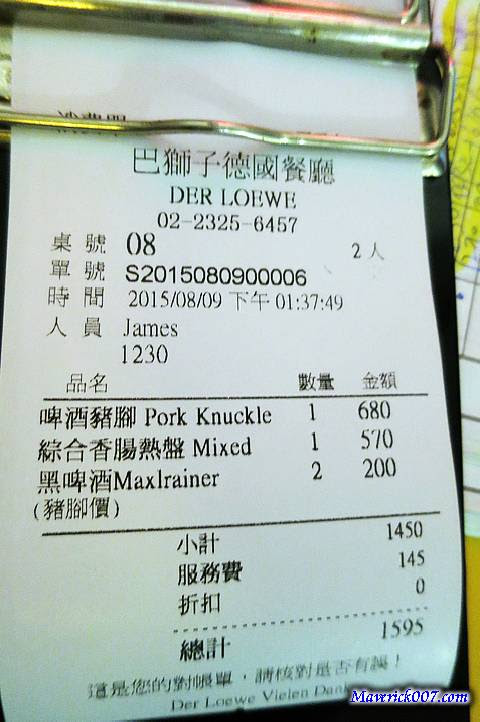 巴獅子德國餐廳
DER LOEWE
02-2325-6457
桌 號 08 2人
單 號 S2015080900006
時 間 2015/08/09 下午 01:37:49
人 員 James
1230
品名 數量 金額
啤酒豬腳 Pork Knuckle 1 680
綜合香腸熱盤 Mixed 1 570
黑啤酒Maxlrainer 2 200
(豬腳價)
小計 1450
服務費 145
折扣 0
總計 1595
這是您的對帳單，請核對是否有誤！
Der Loewe Vielen Dank
Maverick007.com